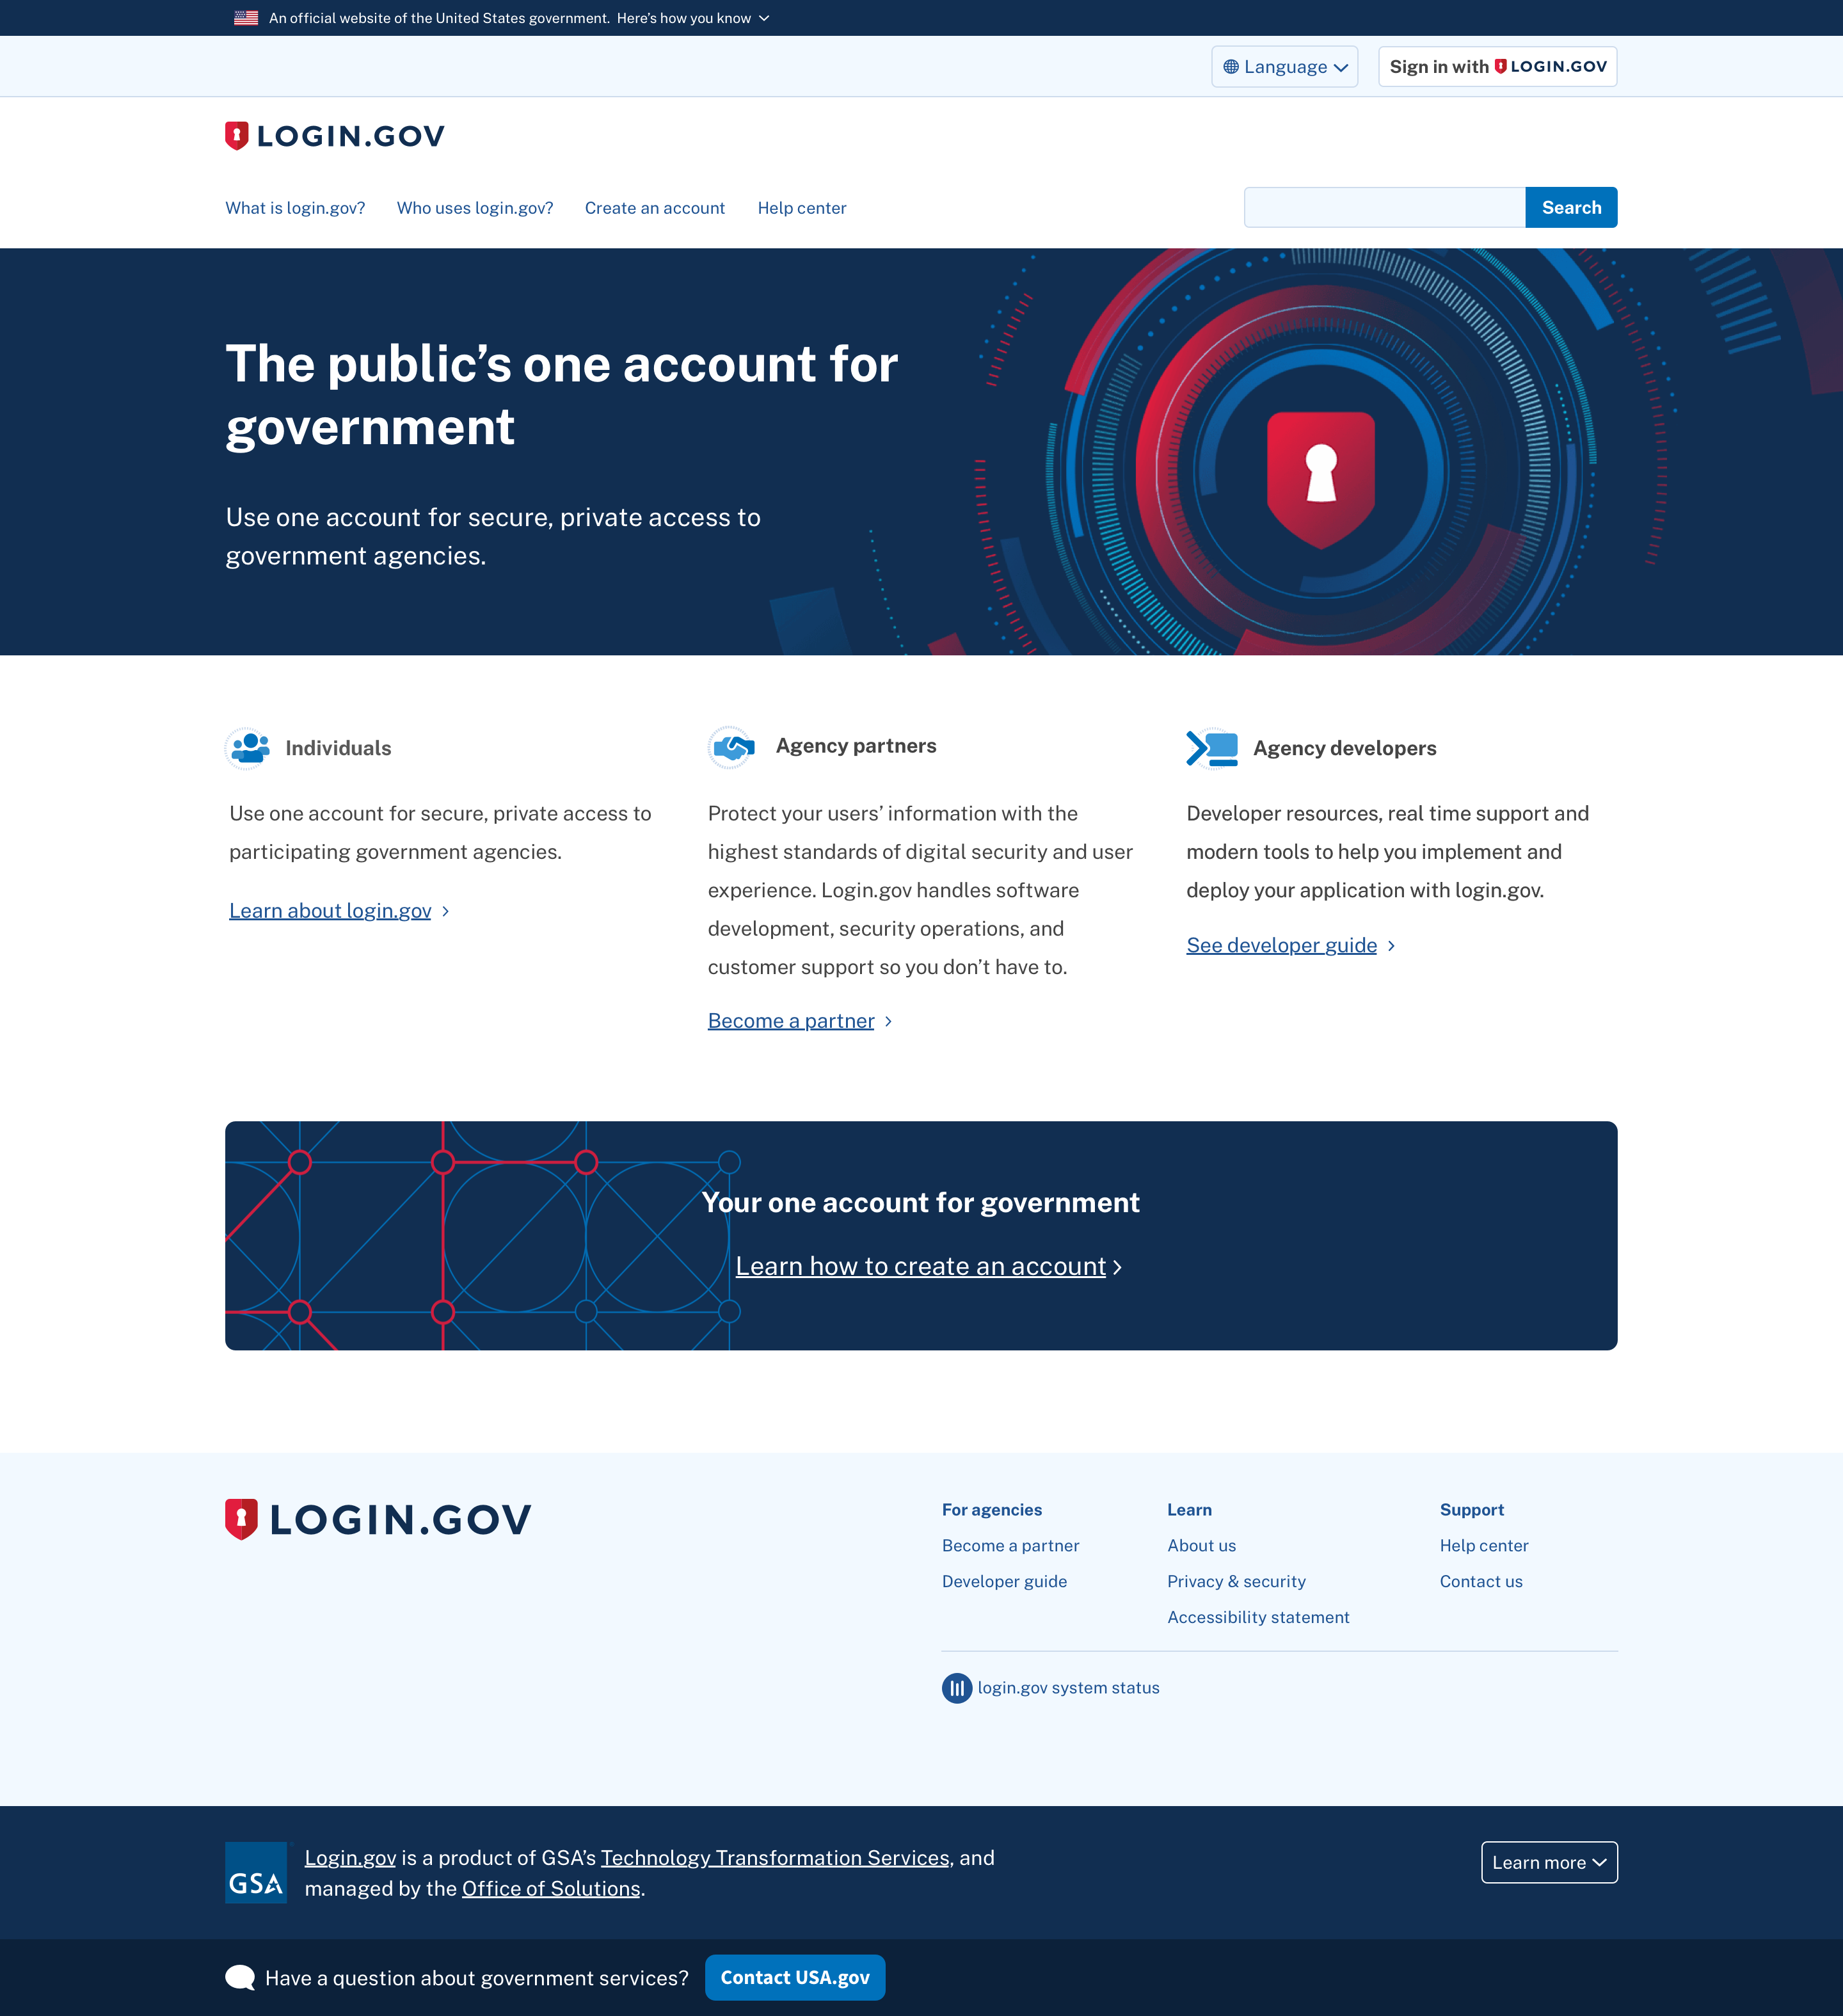 An official website of the United States government. Here’s how you know
Language
Sign in with LOGIN.GOV
LOGIN.GOV
What is login.gov?
Who uses login.gov?
Create an account
Help center
Search
The public’s one account for
government
Use one account for secure, private access to
government agencies.
Individuals
Use one account for secure, private access to
participating government agencies.
Learn about login.gov
Agency partners
Protect your users’ information with the
highest standards of digital security and user
experience. Login.gov handles software
development, security operations, and
customer support so you don’t have to.
Become a partner
Agency developers
Developer resources, real time support and
modern tools to help you implement and
deploy your application with login.gov.
See developer guide
Your one account for government
Learn how to create an account
LOGIN.GOV
For agencies
Become a partner
Developer guide
Learn
About us
Privacy & security
Accessibility statement
Support
Help center
Contact us
login.gov system status
GSA
Login.gov is a product of GSA’s Technology Transformation Services, and
managed by the Office of Solutions.
Learn more
Have a question about government services?
Contact USA.gov